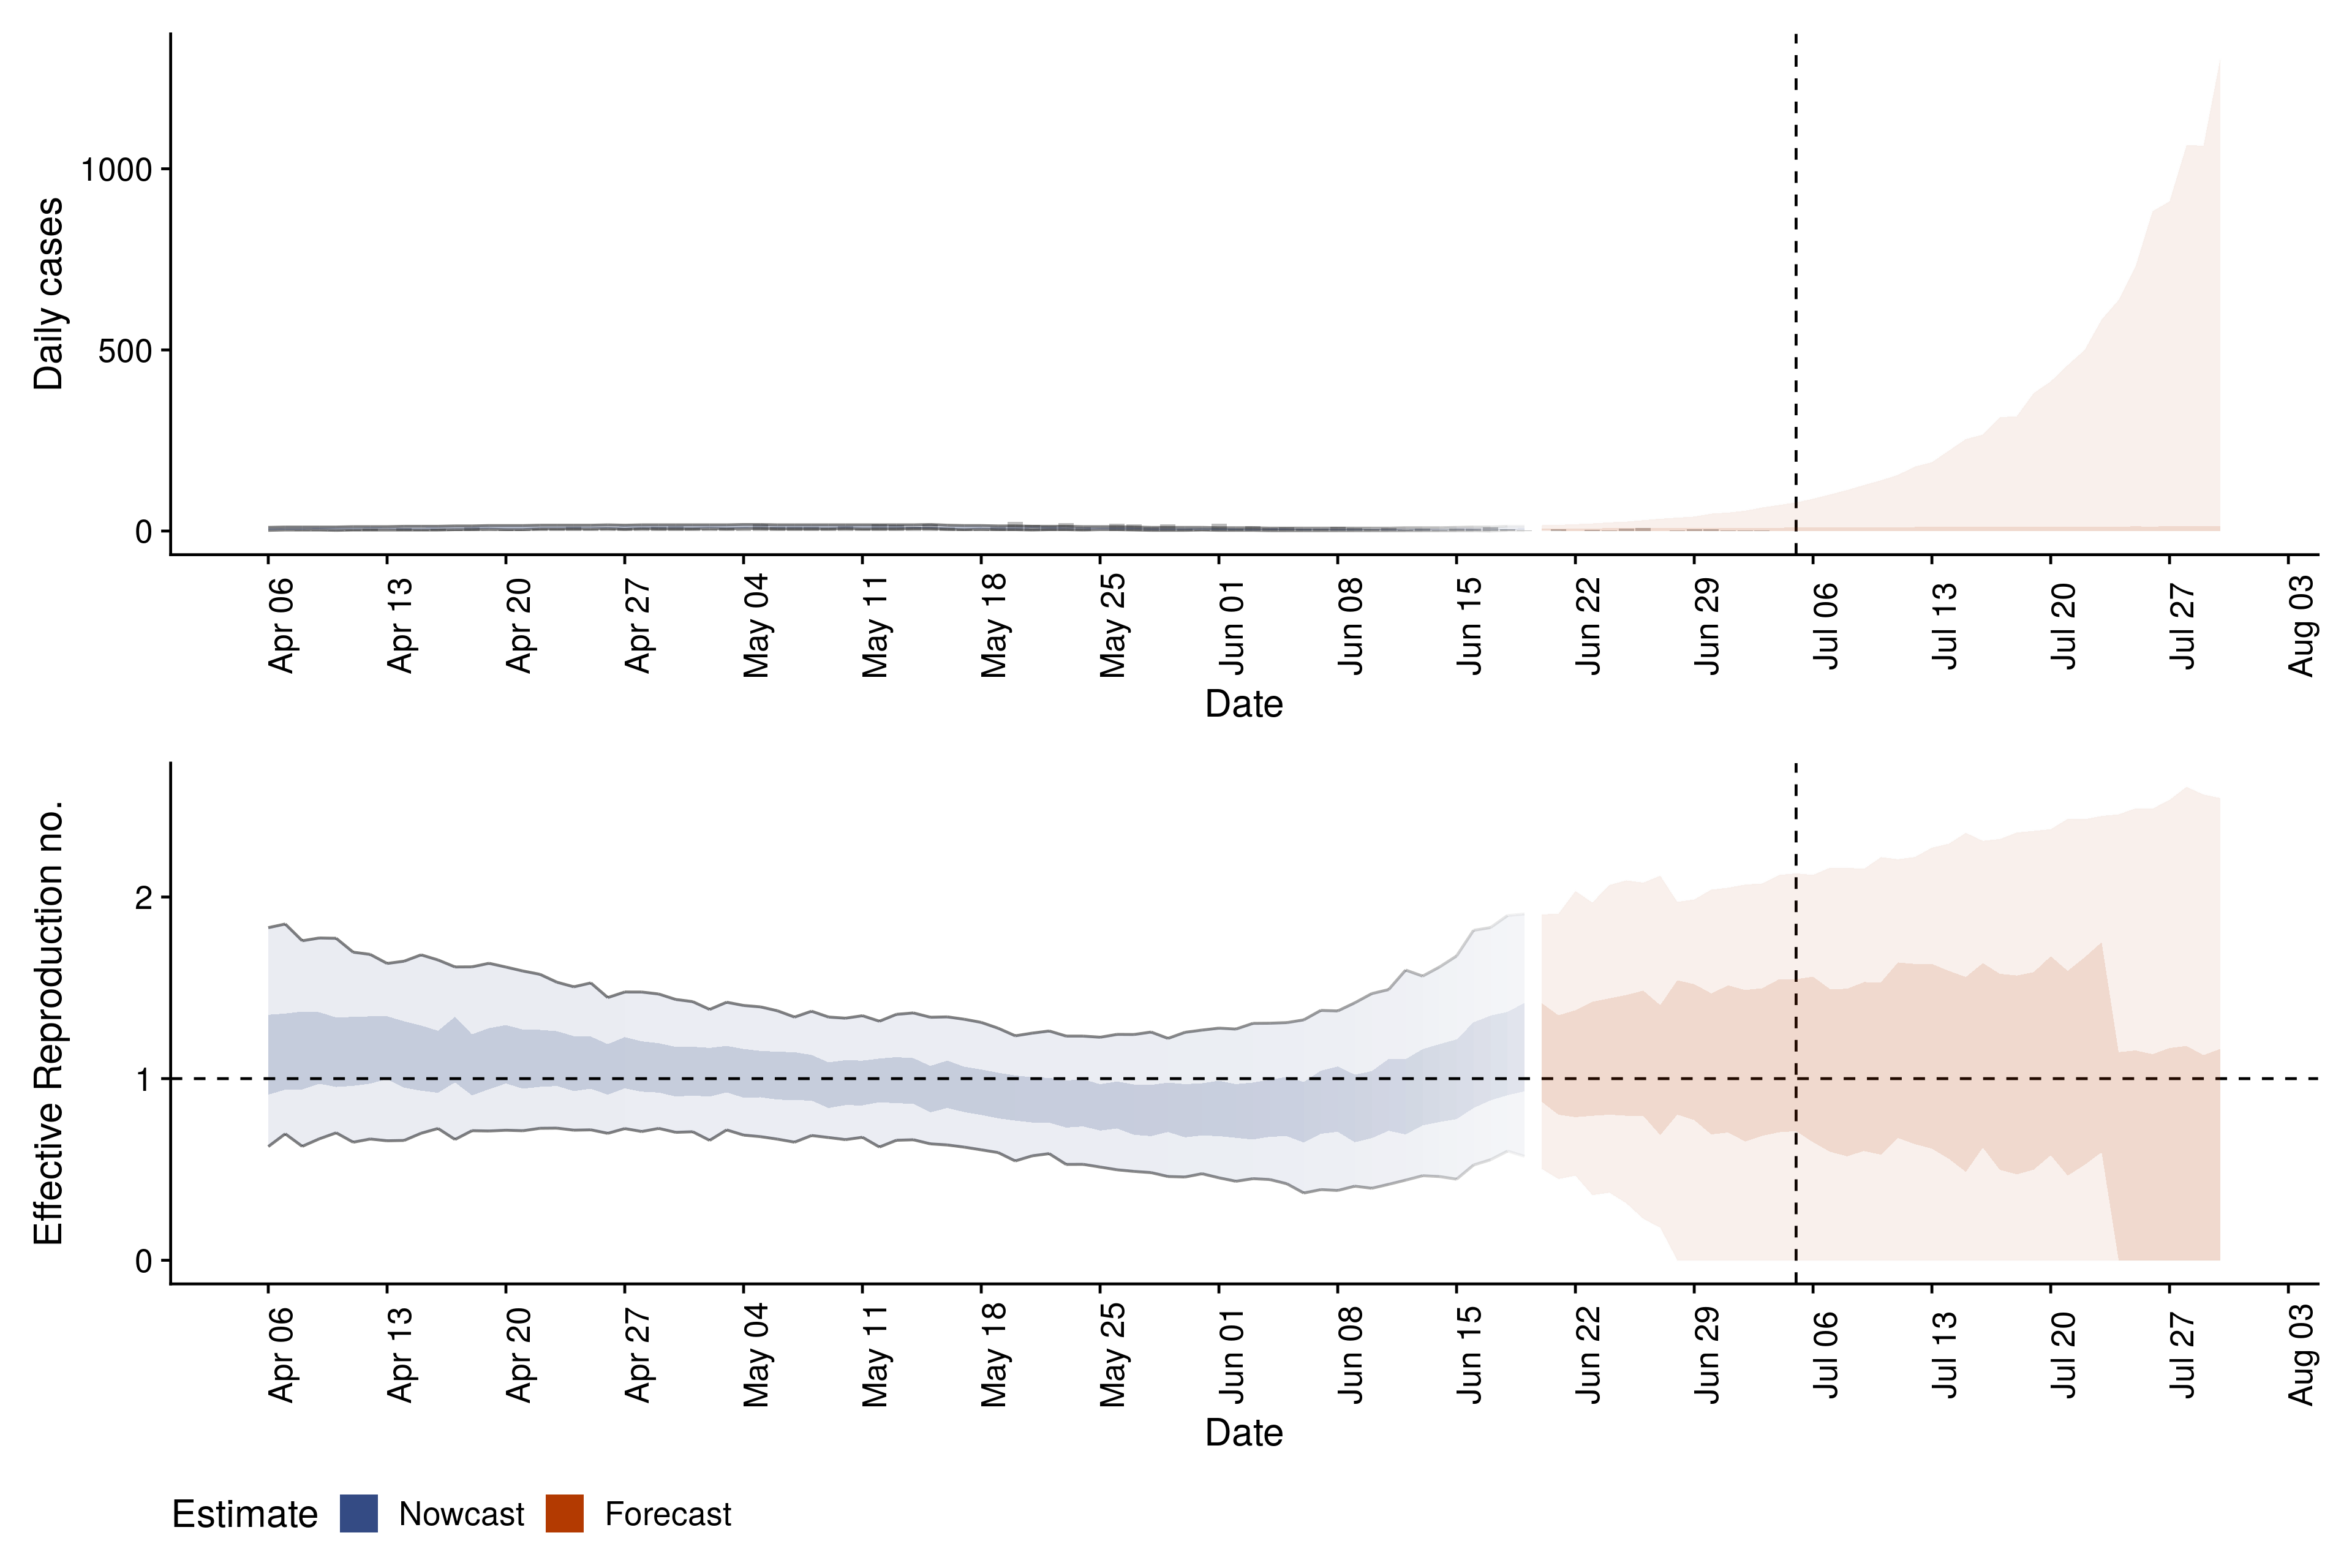 Daily cases
1000
500
0
Apr 06 Apr 13 Apr 20 Apr 27 May 04 May 11 May 18 May 25 Jun 01 Jun 08 Jun 15 Jun 22 Jun 29 Jul 06 Jul 13 Jul 20 Jul 27 Aug 03
Date
Effective Reproduction no.
2
1
0
Apr 06 Apr 13 Apr 20 Apr 27 May 04 May 11 May 18 May 25 Jun 01 Jun 08 Jun 15 Jun 22 Jun 29 Jul 06 Jul 13 Jul 20 Jul 27 Aug 03
Date
Estimate Nowcast Forecast